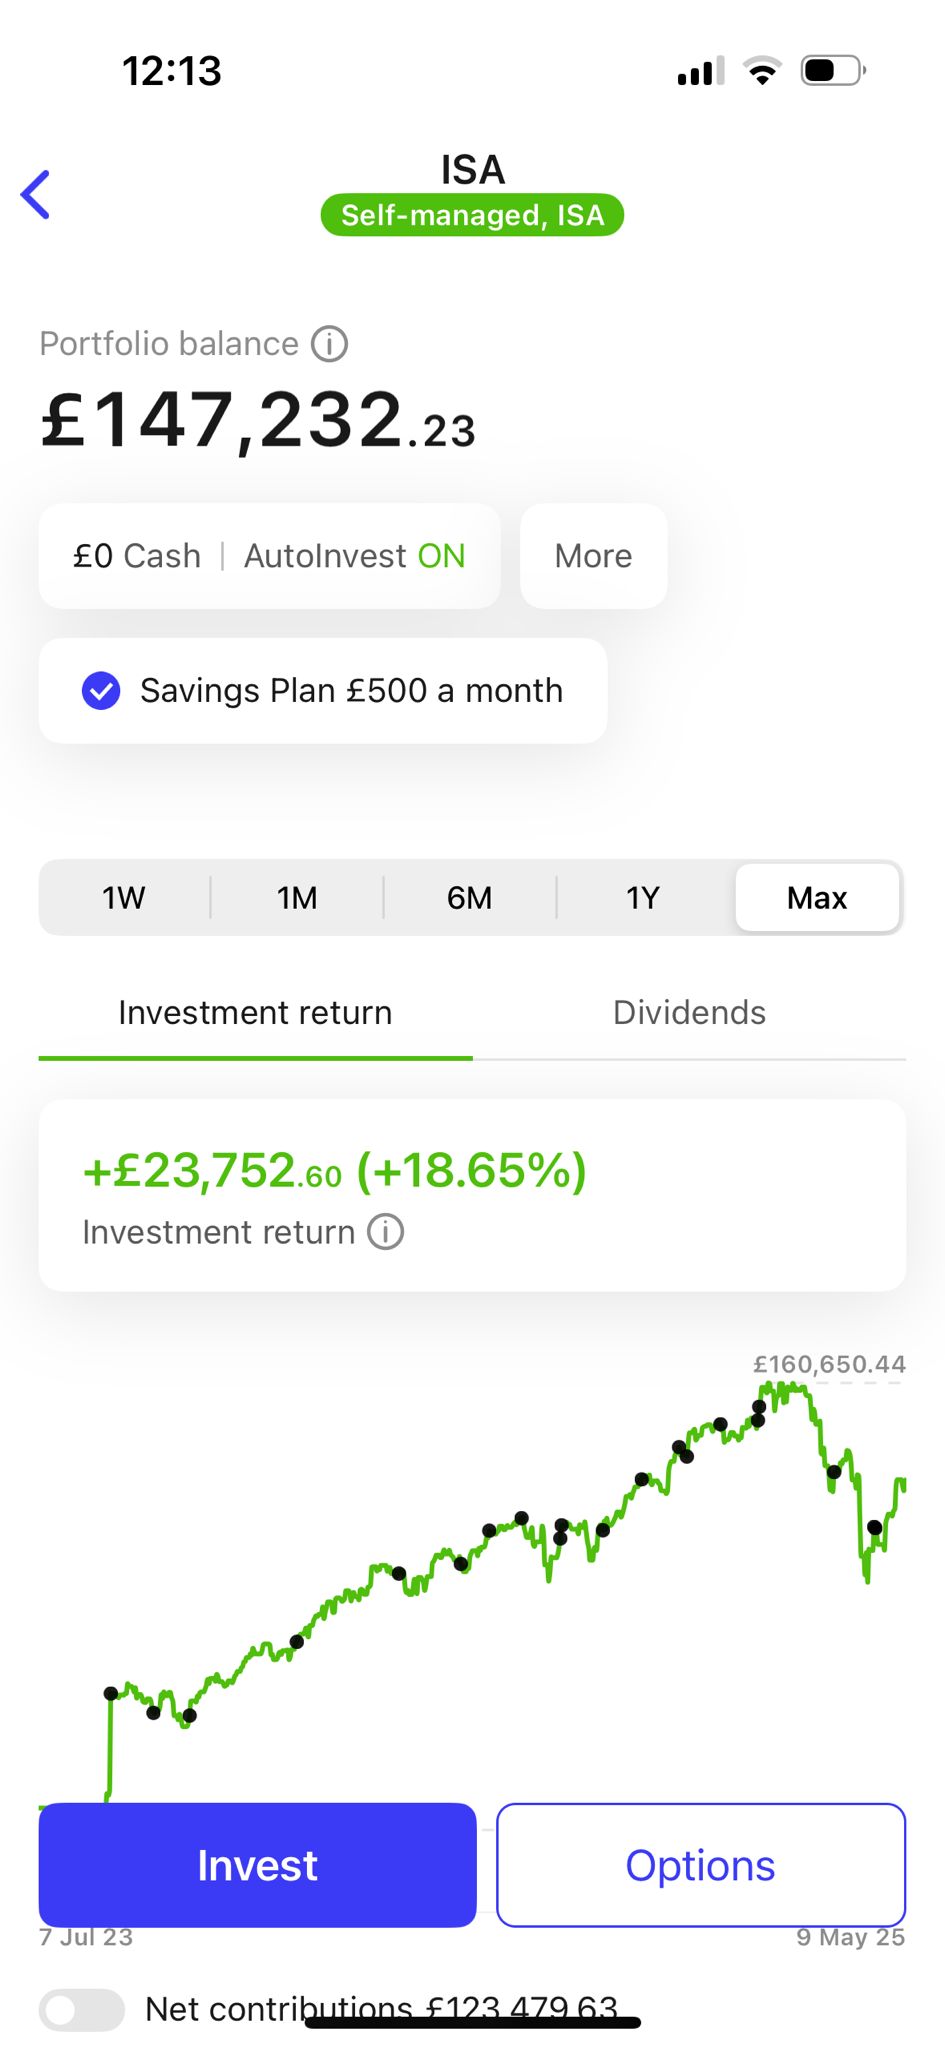 12:13
ISA
Self-managed, ISA
Portfolio balance
£147,232.23
£0 Cash | AutoInvest ON
More
Savings Plan £500 a month
1W 1M 6M 1Y Max
Investment return Dividends
+£23,752.60 (+18.65%)
Investment return
£160,650.44
Invest Options
7 Jul 23 9 May 25
Net contributions £123,479.63